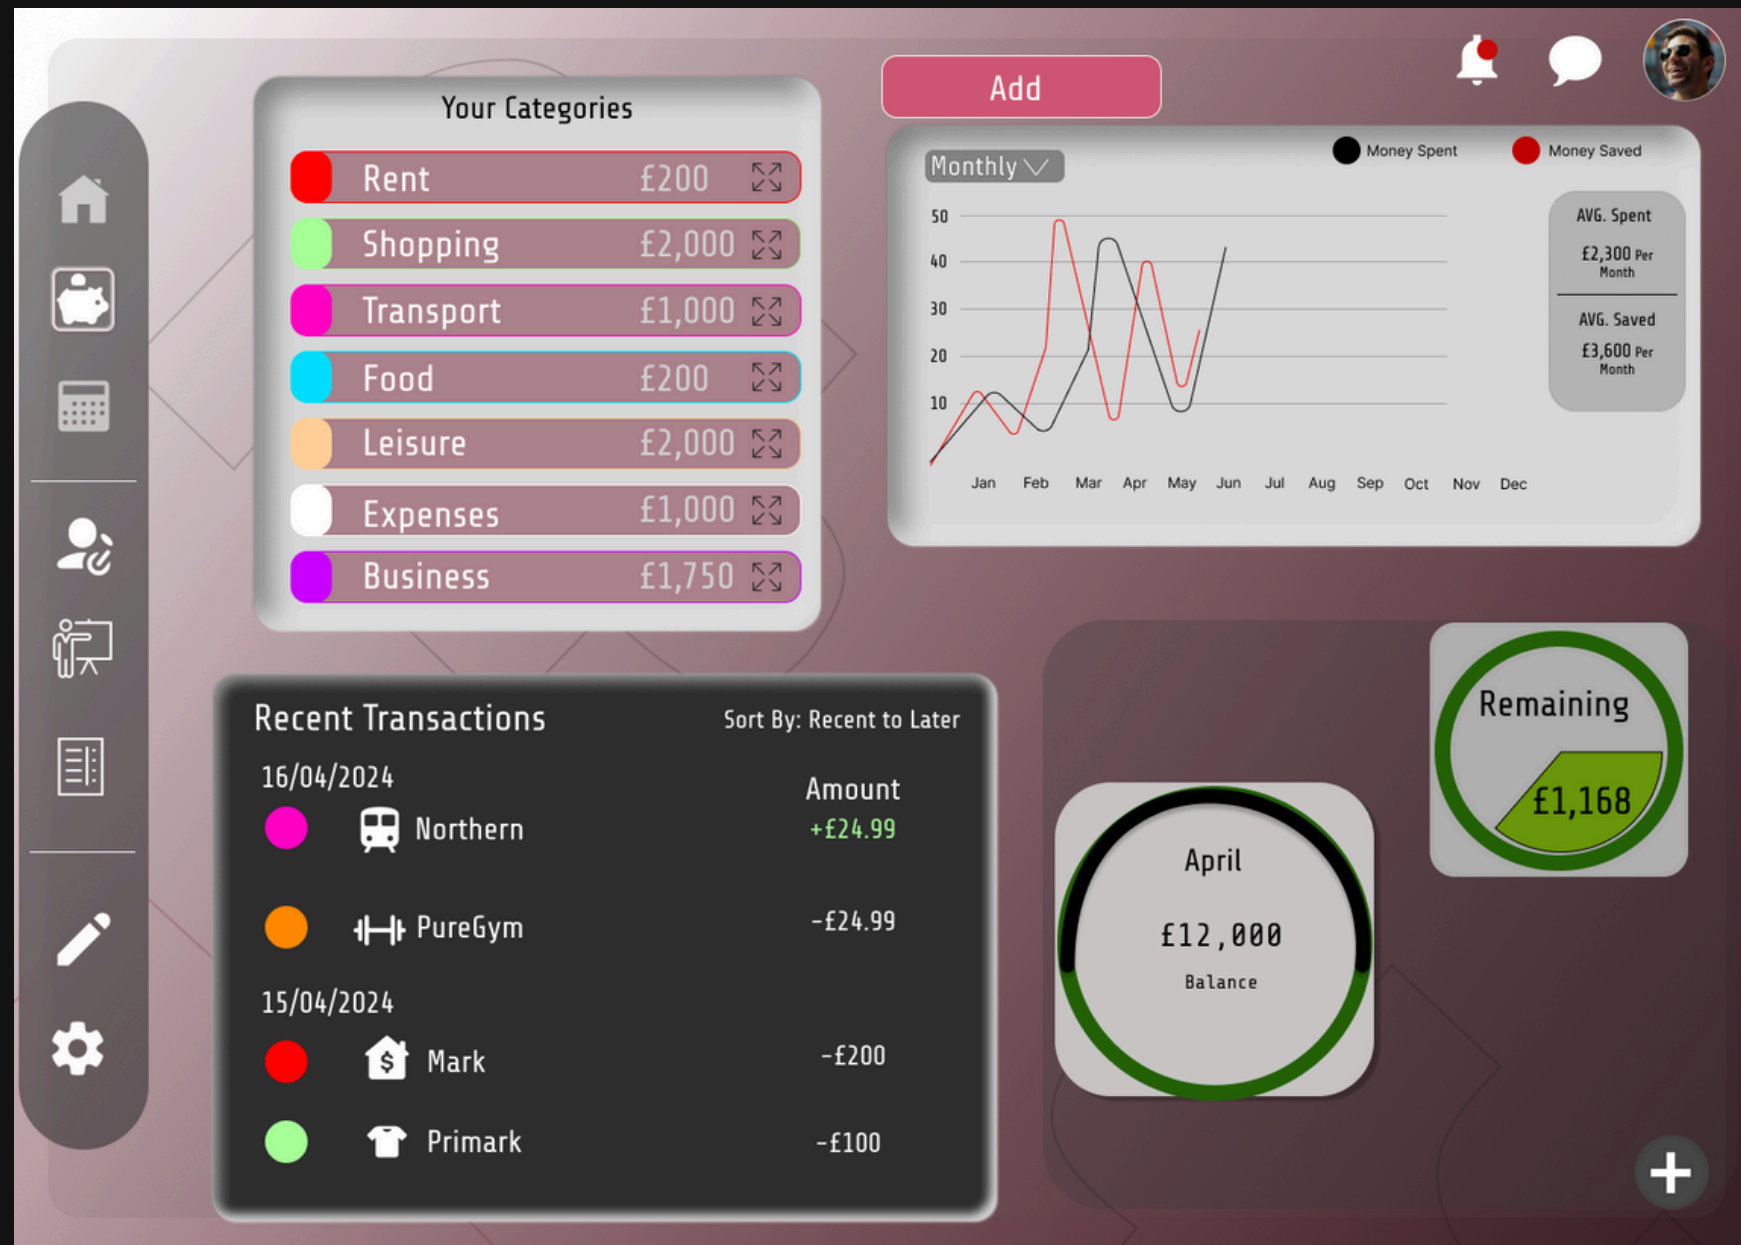 Your Categories
Rent £200
Shopping £2,000
Transport £1,000
Food £200
Leisure £2,000
Expenses £1,000
Business £1,750
Add
Monthly
Money Spent
Money Saved
50
40
30
20
10
Jan Feb Mar Apr May Jun Jul Aug Sep Oct Nov Dec
AVG. Spent
£2,300 Per
Month
AVG. Saved
£3,600 Per
Month
Recent Transactions
Sort By: Recent to Later
16/04/2024
Amount
Northern +£24.99
PureGym -£24.99
15/04/2024
$ Mark -£200
Primark -£100
Remaining
£1,168
April
£12,000
Balance